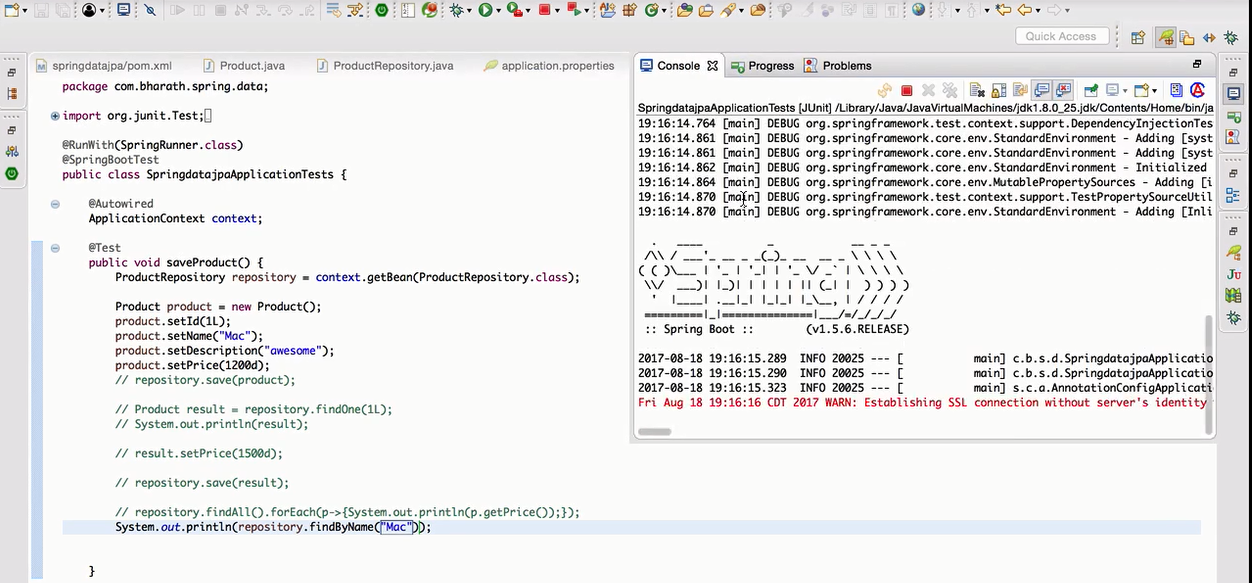 Quick Access
springdatajpa/pom.xml Product.java ProductRepository.java application.properties
package com.bharath.spring.data;
import org.junit.Test;
@RunWith(SpringRunner.class)
@SpringBootTest
public class SpringdatajpaApplicationTests {
@Autowired
ApplicationContext context;
@Test
public void saveProduct() {
ProductRepository repository = context.getBean(ProductRepository.class);
Product product = new Product();
product.setId(1L);
product.setName("Mac");
product.setDescription("awesome");
product.setPrice(1200d);
// repository.save(product);
// Product result = repository.findOne(1L);
// System.out.println(result);
// result.setPrice(1500d);
// repository.save(result);
// repository.findAll().forEach(p->{System.out.println(p.getPrice());});
System.out.println(repository.findByName("Mac"));
}
Console Progress Problems
SpringdatajpaApplicationTests [JUnit] /Library/Java/JavaVirtualMachines/jdk1.8.0_25.jdk/Contents/Home/bin/ja
19:16:14.764 [main] DEBUG org.springframework.test.context.support.DependencyInjectionTes
19:16:14.861 [main] DEBUG org.springframework.core.env.StandardEnvironment - Adding [syst
19:16:14.861 [main] DEBUG org.springframework.core.env.StandardEnvironment - Adding [syst
19:16:14.862 [main] DEBUG org.springframework.core.env.StandardEnvironment - Initialized
19:16:14.864 [main] DEBUG org.springframework.core.env.MutablePropertySources - Adding [i
19:16:14.870 [main] DEBUG org.springframework.test.context.support.TestPropertySourceUtil
19:16:14.870 [main] DEBUG org.springframework.core.env.StandardEnvironment - Adding [Inli
:: Spring Boot :: (v1.5.6.RELEASE)
2017-08-18 19:16:15.289 INFO 20025 --- [ main] c.b.s.d.SpringdatajpaApplicatio
2017-08-18 19:16:15.290 INFO 20025 --- [ main] c.b.s.d.SpringdatajpaApplicatio
2017-08-18 19:16:15.323 INFO 20025 --- [ main] s.c.a.AnnotationConfigApplicati
Fri Aug 18 19:16:16 CDT 2017 WARN: Establishing SSL connection without server's identity